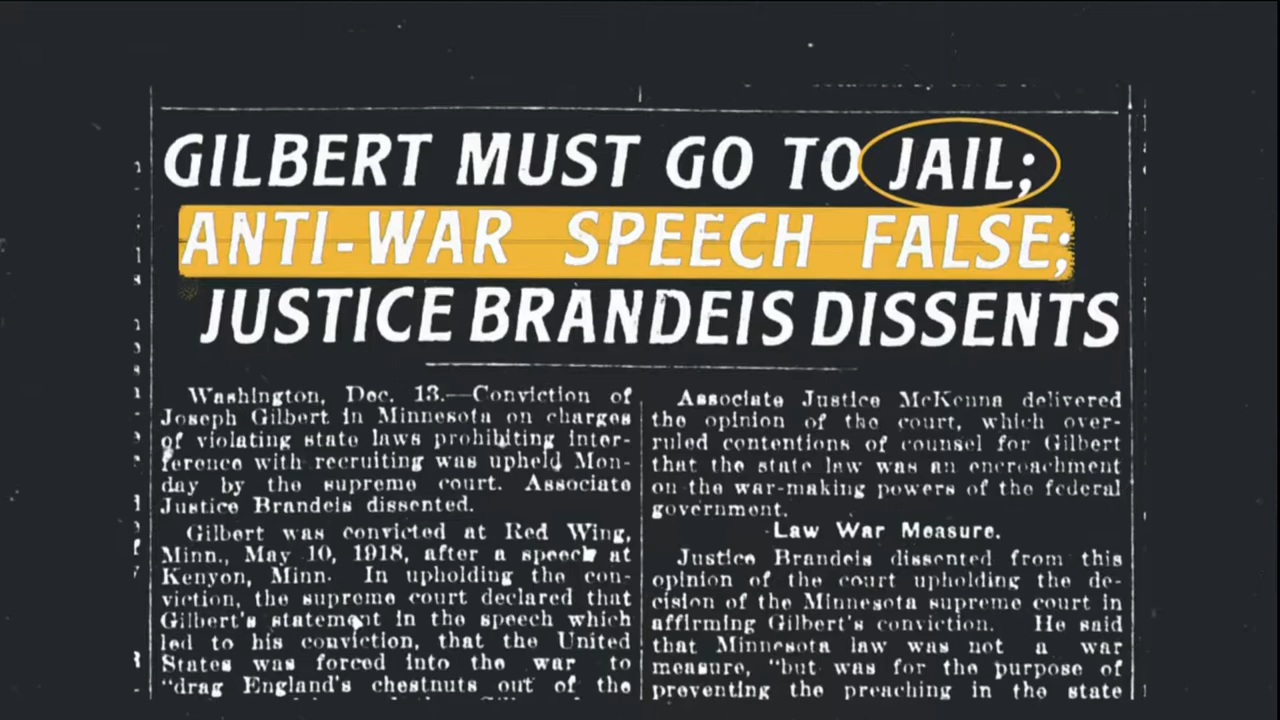 GILBERT MUST GO TO JAIL;
ANTI-WAR SPEECH FALSE;
JUSTICE BRANDEIS DISSENTS
Washington, Dec. 13.—Conviction of
Joseph Gilbert in Minnesota on charges
of violating state laws prohibiting inter-
ference with recruiting was upheld Mon-
day by the supreme court. Associate
Justice Brandeis dissented.
Gilbert was convicted at Red Wing,
Minn., May 10, 1918, after a speech at
Kenyon, Minn. In upholding the con-
viction, the supreme court declared that
Gilbert's statement in the speech which
led to his conviction, that the United
States was forced into the war to
"drag England's chestnuts out of the
Associate Justice McKenna delivered
the opinion of the court, which over-
ruled contentions of counsel for Gilbert
that the state law was an encroachment
on the war-making powers of the federal
government.
Law War Measure.
Justice Brandeis dissented from this
opinion of the court upholding the de-
cision of the Minnesota supreme court in
affirming Gilbert's conviction. He said
that Minnesota law was not a war
measure, "but was for the purpose of
preventing the preaching in the state